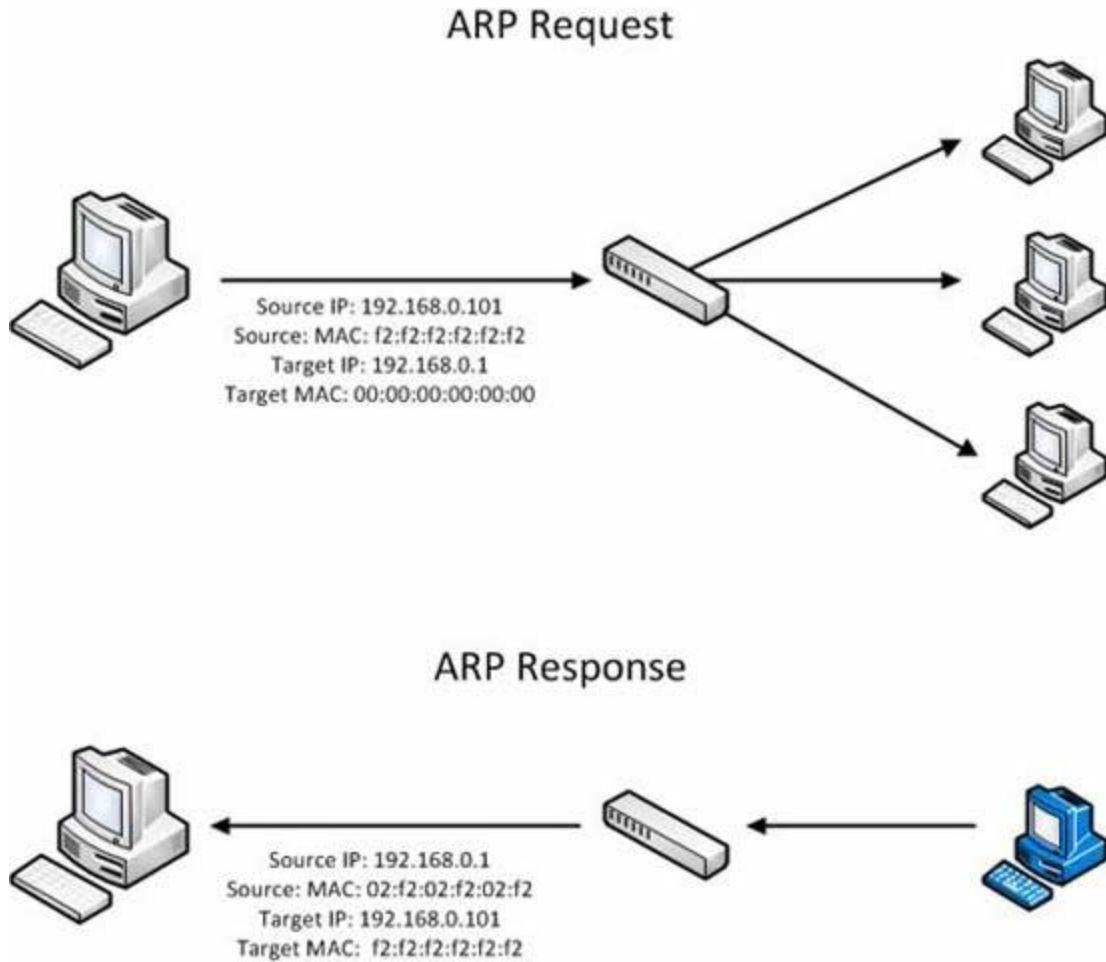 ARP Request
Source IP: 192.168.0.101
Source: MAC: f2:f2:f2:f2:f2:f2
Target IP: 192.168.0.1
Target MAC: 00:00:00:00:00:00
ARP Response
Source IP: 192.168.0.1
Source: MAC: 02:f2:02:f2:02:f2
Target IP: 192.168.0.101
Target MAC: f2:f2:f2:f2:f2:f2